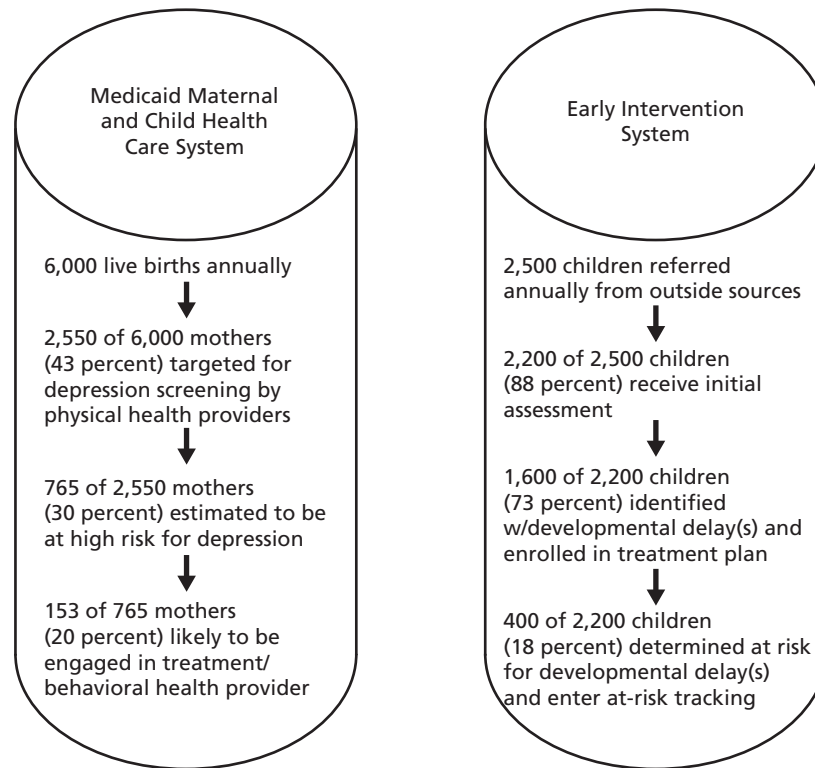 Medicaid Maternal
and Child Health
Care System
6,000 live births annually
2,550 of 6,000 mothers
(43 percent) targeted for
depression screening by
physical health providers
765 of 2,550 mothers
(30 percent) estimated to be
at high risk for depression
153 of 765 mothers
(20 percent) likely to be
engaged in treatment/
behavioral health provider
Early Intervention
System
2,500 children referred
annually from outside sources
2,200 of 2,500 children
(88 percent) receive initial
assessment
1,600 of 2,200 children
(73 percent) identified
w/developmental delay(s) and
enrolled in treatment plan
400 of 2,200 children
(18 percent) determined at risk
for developmental delay(s)
and enter at-risk tracking